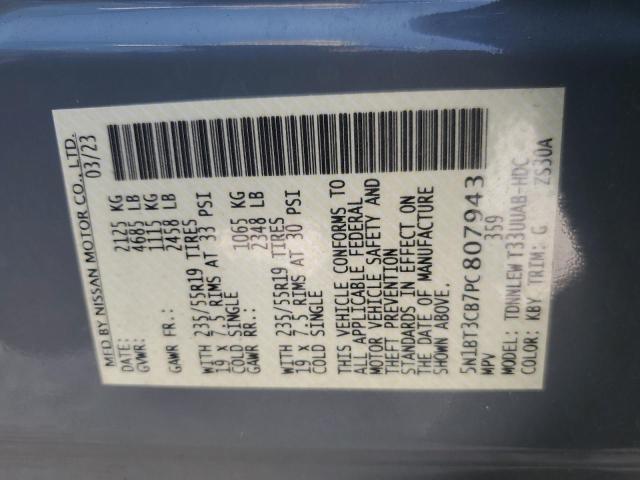 MFD BY NISSAN MOTOR CO., LTD.
DATE: 03/23
GVWR: 2125 KG
4685 LB
GAWR FR.: 1115 KG
2458 LB
WITH 235/55R19 TIRES
19 X 7.5 RIMS AT 33 PSI
COLD SINGLE
GAWR RR.: 1065 KG
2348 LB
WITH 235/55R19 TIRES
19 X 7.5 RIMS AT 30 PSI
COLD SINGLE
THIS VEHICLE CONFORMS TO
ALL APPLICABLE FEDERAL
MOTOR VEHICLE SAFETY AND
THEFT PREVENTION
STANDARDS IN EFFECT ON
THE DATE OF MANUFACTURE
SHOWN ABOVE.
5N1BT3CB7PC807943
MPV 359
MODEL: TDNNLEWT33UUAB-HDC
COLOR: KBY TRIM: G ZS30A